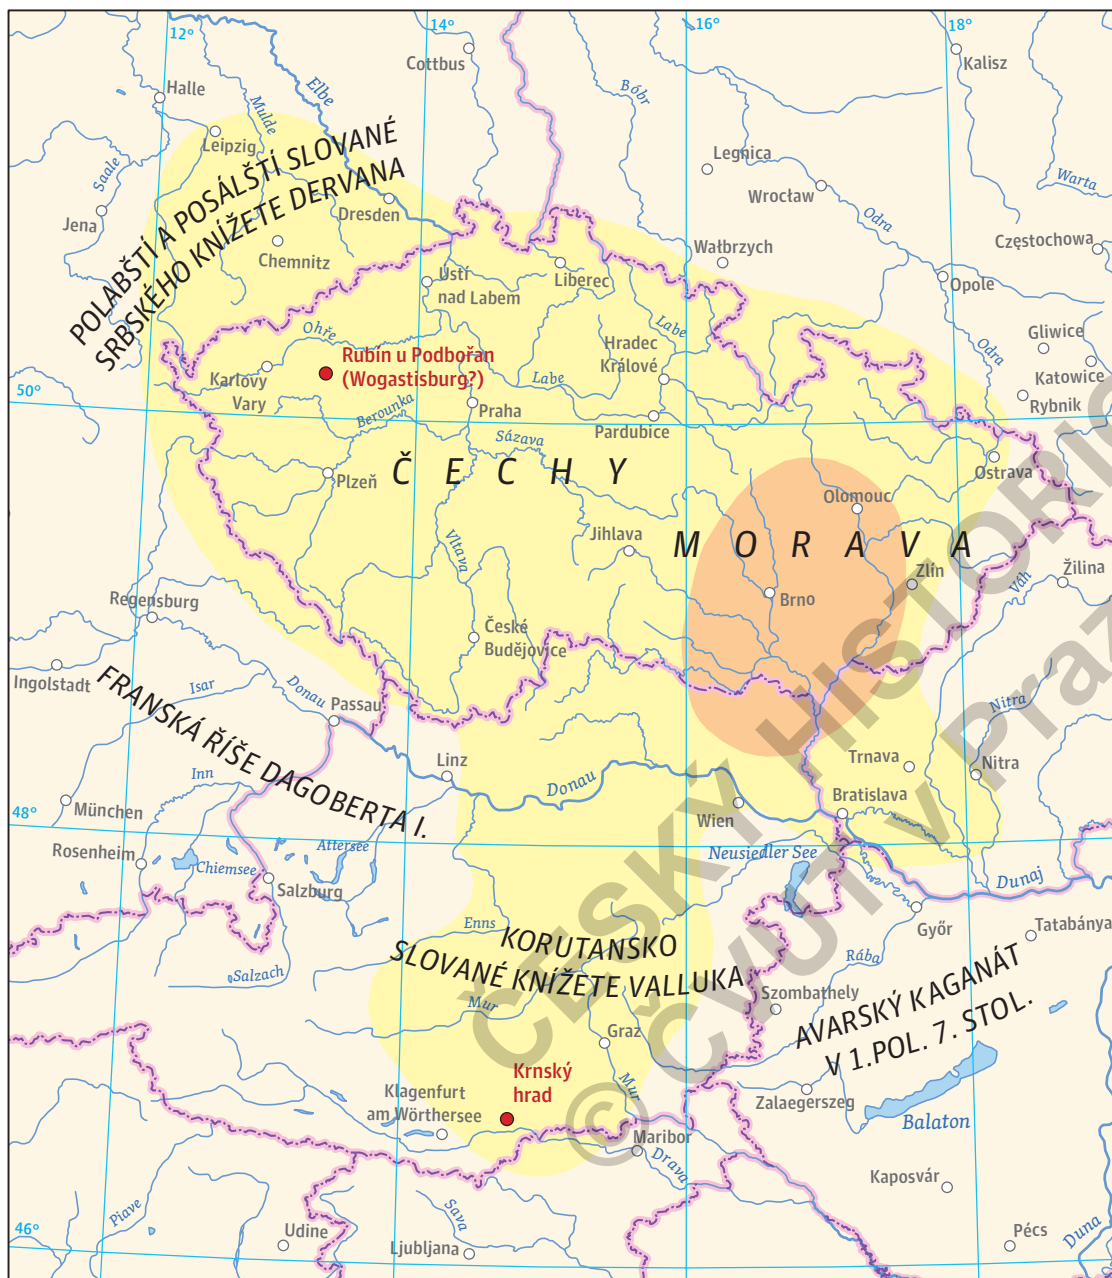 12°
14°
16°
18°
Cottbus
Kalisz
Halle
Elbe
Mulde
Bóbr
Leipzig
Saale
Legnica
Wrocław
Warta
POLABŠTÍ A POSÁLŠTÍ SLOVANÉ
SRBSKÉHO KNÍŽETE DERVANA
Jena
Dresden
Odra
Chemnitz
Wałbrzych
Częstochowa
Ústí
nad Labem
Liberec
Opole
Ohře
Labe
Hradec
Králové
Odra
Gliwice
Katowice
Rybnik
Rubín u Podbořan
(Wogastisburg?)
Karlovy
Vary
Labe
50°
Berounka
Praha
Pardubice
Sázava
Plzeň
ČECHY
Ostrava
Olomouc
Vltava
Jihlava
MORAVA
Zlín
Žilina
Váh
Brno
Regensburg
České
Budějovice
Ingolstadt
Isar
Donau
Passau
Nitra
FRANSKÁ ŘÍŠE DAGOBERTA I.
Linz
Donau
Trnava
Nitra
Inn
München
Wien
Bratislava
48°
Rosenheim
Chiemsee
Attersee
Salzburg
Neusiedler See
Dunaj
Enns
Győr
Tatabánya
KORUTANSKO
SLOVANÉ KNÍŽETE VALLUKA
Salzach
Rába
Mur
Szombathely
AVARSKÝ KAGANÁT
V 1.POL. 7. STOL.
Graz
Krnský
hrad
Mur
Klagenfurt
am Wörthersee
Zalaegerszeg
Balaton
Maribor
Drava
Kaposvár
Piave
Sava
46°
Udine
Ljubljana
Pécs
Duna
ČESKÝ HISTORIC
© ČVUT v Praz